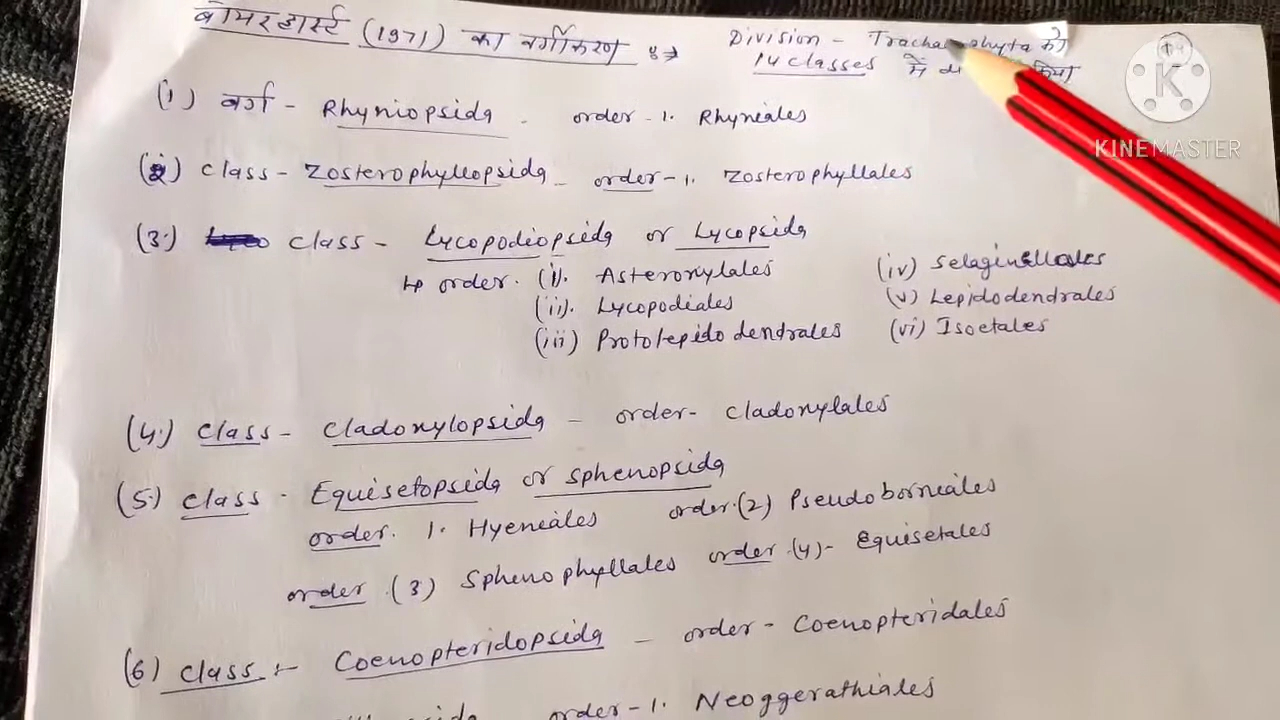 बोमरहार्स्ट (1971) का वर्गीकरण :→ Division - Tracheophyta को
14 classes में
(1) वर्ग - Rhyniopsida - order - 1. Rhyniales
(2) class - Zosterophyllopsida - order - 1. Zosterophyllales
(3.) class - Lycopodiopsida or Lycopsida
↳ order. (i). Asteroxylales (iv) Selaginellales
(ii). Lycopodiales (v) Lepidodendrales
(iii) Protolepidodendrales (vi) Isoetales
(4.) class - Cladoxylopsida - order - Cladoxylales
(5.) class - Equisetopsida or Sphenopsida
order. 1. Hyeniales order.(2) Pseudoborniales
order.(3) Sphenophyllales order.(4)- Equisetales
(6) class :- Coenopteridopsida - order - Coenopteridales
order - 1. Neoggerathiales
K
KINEMASTER